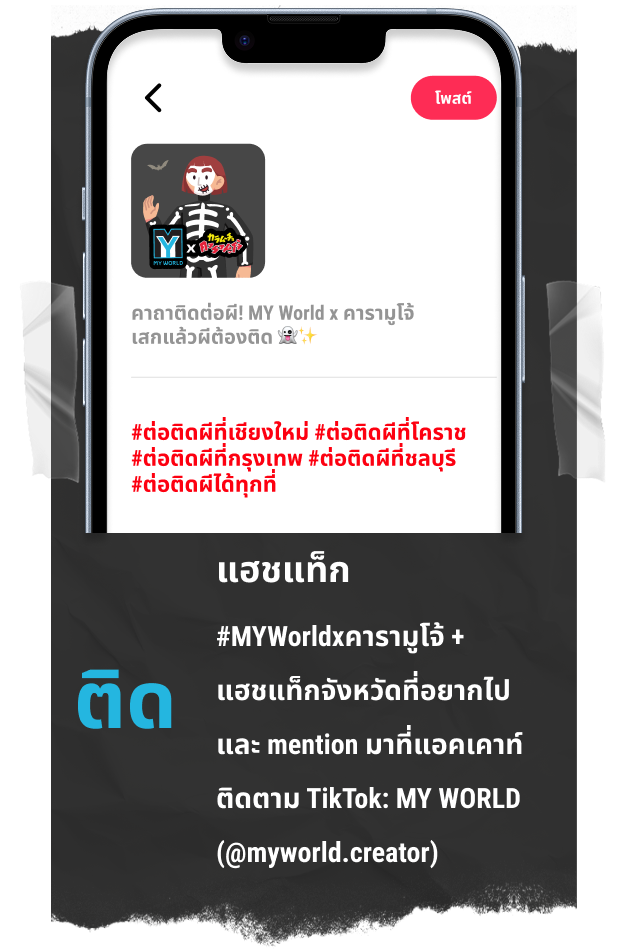 โพสต์
MY WORLD
X
カラムーチョ
คาถาติดต่อผี! MY World x คารามูโจ้
เสกแล้วผีต้องติด 👻✨
#ต่อติดผีที่เชียงใหม่ #ต่อติดผีที่โคราช
#ต่อติดผีที่กรุงเทพ #ต่อติดผีที่ชลบุรี
#ต่อติดผีได้ทุกที่
แฮชแท็ก
#MYWorldxคารามูโจ้ +
แฮชแท็กจังหวัดที่อยากไป
ติด
และ mention มาที่แอคเคาท์
ติดตาม TikTok: MY WORLD
(@myworld.creator)